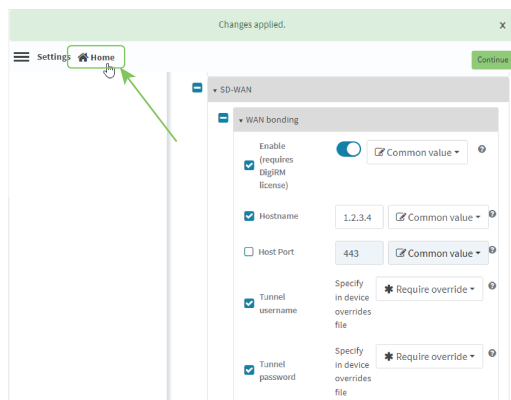 Changes applied.
x
Settings Home
Continue
SD-WAN
WAN bonding
Enable
(requires
DigiRM
license)
Common value
Hostname
1.2.3.4
Common value
Host Port
443
Common value
Tunnel
username
Specify
in device
overrides
file
Require override
Tunnel
password
Specify
in device
overrides
file
Require override